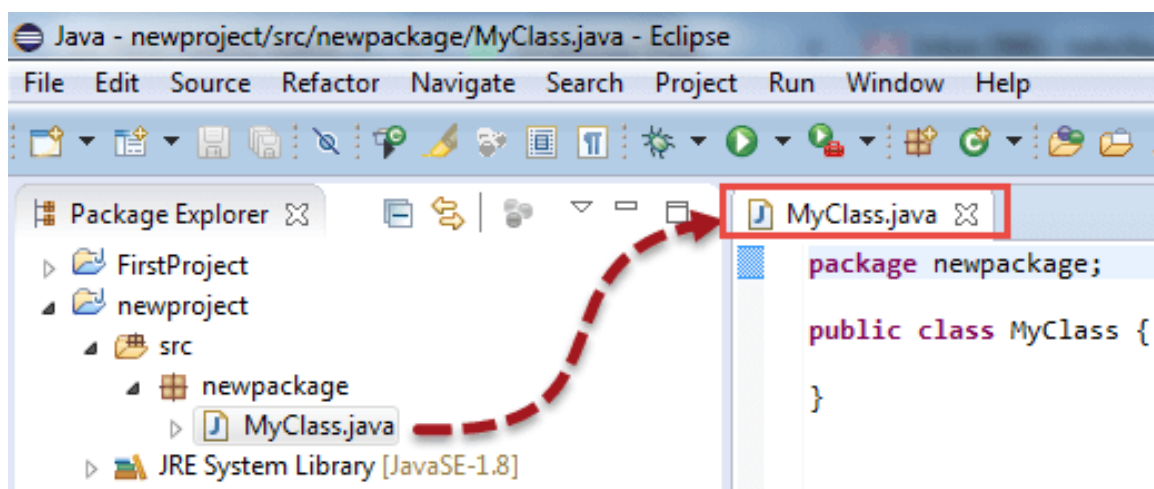 Java - newproject/src/newpackage/MyClass.java - Eclipse
File Edit Source Refactor Navigate Search Project Run Window Help
Package Explorer
MyClass.java
FirstProject
newproject
src
newpackage
MyClass.java
JRE System Library [JavaSE-1.8]
package newpackage;
public class MyClass {
}